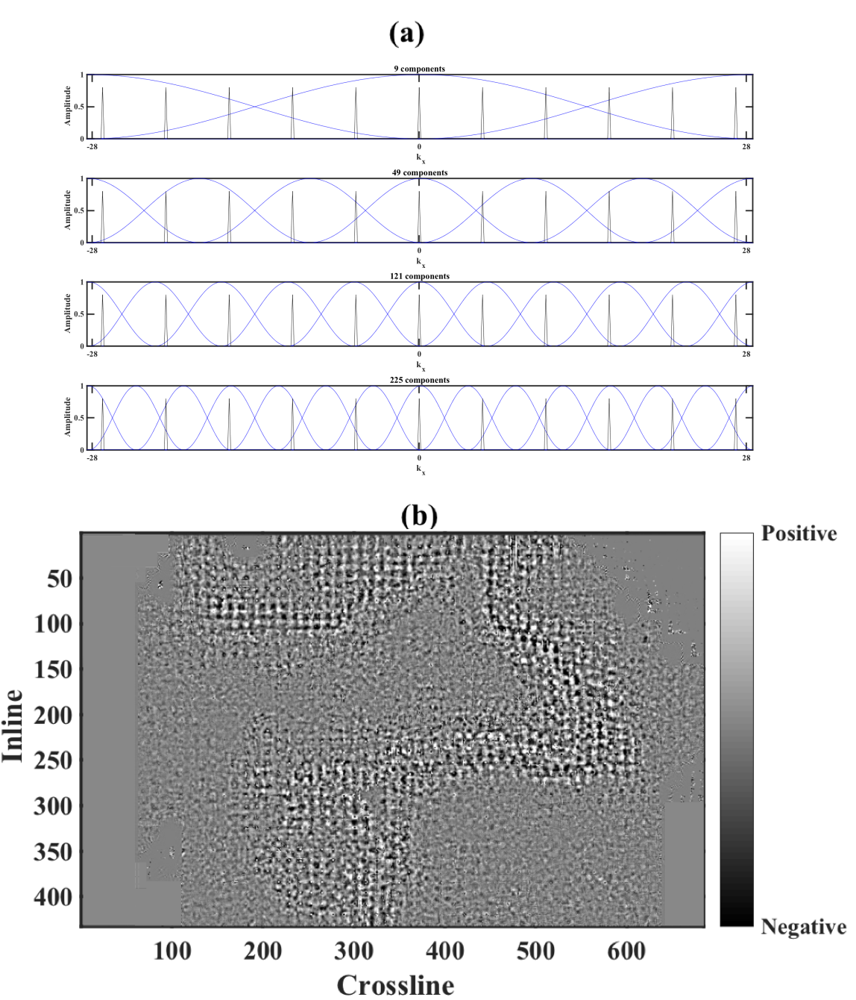 (a)
9 components
1
0.5
0
Amplitude
-28 0 28
k x
49 components
1
0.5
0
Amplitude
-28 0 28
k x
121 components
1
0.5
0
Amplitude
-28 0 28
k x
225 components
1
0.5
0
Amplitude
-28 0 28
k x
(b)
Positive
50
100
150
200
250
300
350
400
Inline
Negative
100 200 300 400 500 600
Crossline